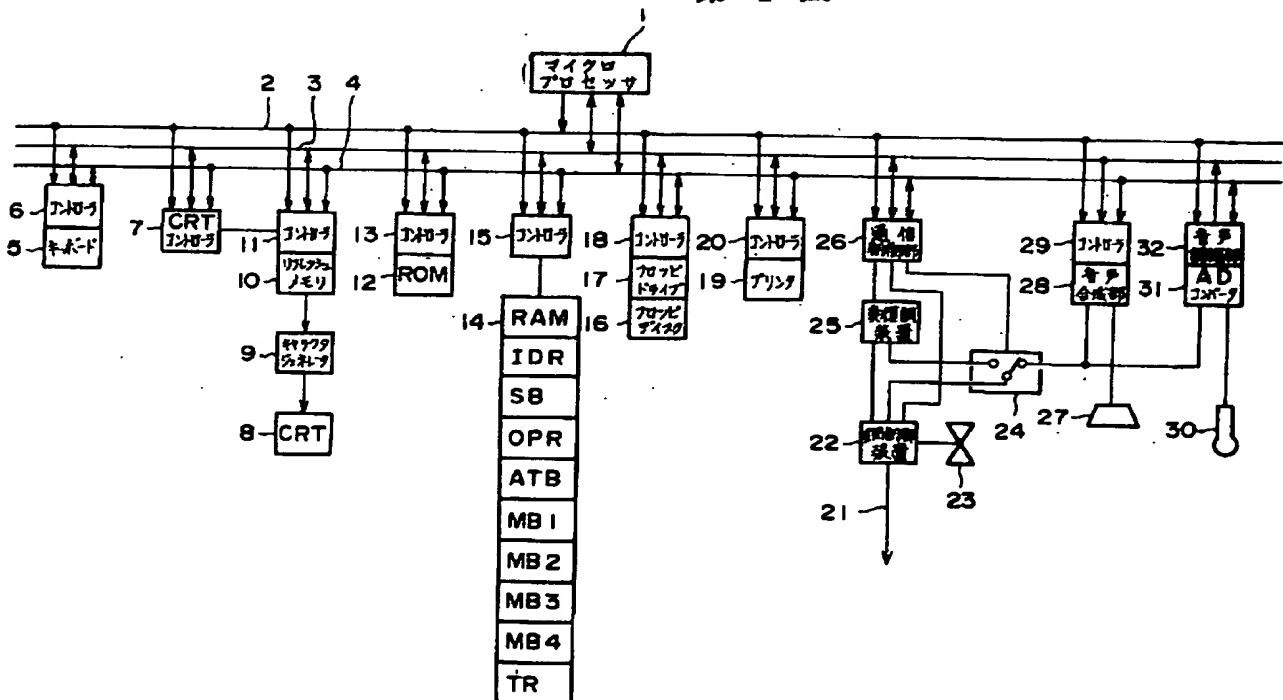 1
マイクロ
プロセッサ
2
3
4
6
コントローラ
5
キーボード
7
CRT
コントローラ
11
コントローラ
10
リフレッシュ
メモリ
9
キャラクタ
ジェネレータ
8
CRT
13
コントローラ
12
ROM
15
コントローラ
14
RAM
IDR
SB
OPR
ATB
MB1
MB2
MB3
MB4
TR
18
コントローラ
17
フロッピ
ドライブ
16
フロッピ
ディスク
20
コントローラ
19
プリンタ
26
通信
制御部
25
変復調
装置
24
22
装置
23
21
29
コントローラ
28
音声
合成部
27
32
音声
31
AD
コンバータ
30